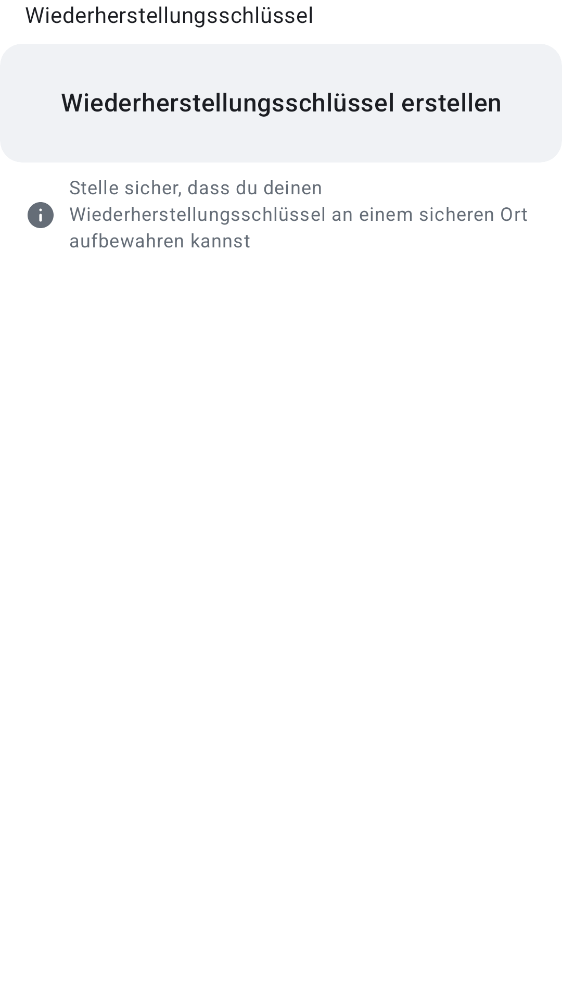 Wiederherstellungsschlüssel
Wiederherstellungsschlüssel erstellen
Stelle sicher, dass du deinen
Wiederherstellungsschlüssel an einem sicheren Ort
aufbewahren kannst